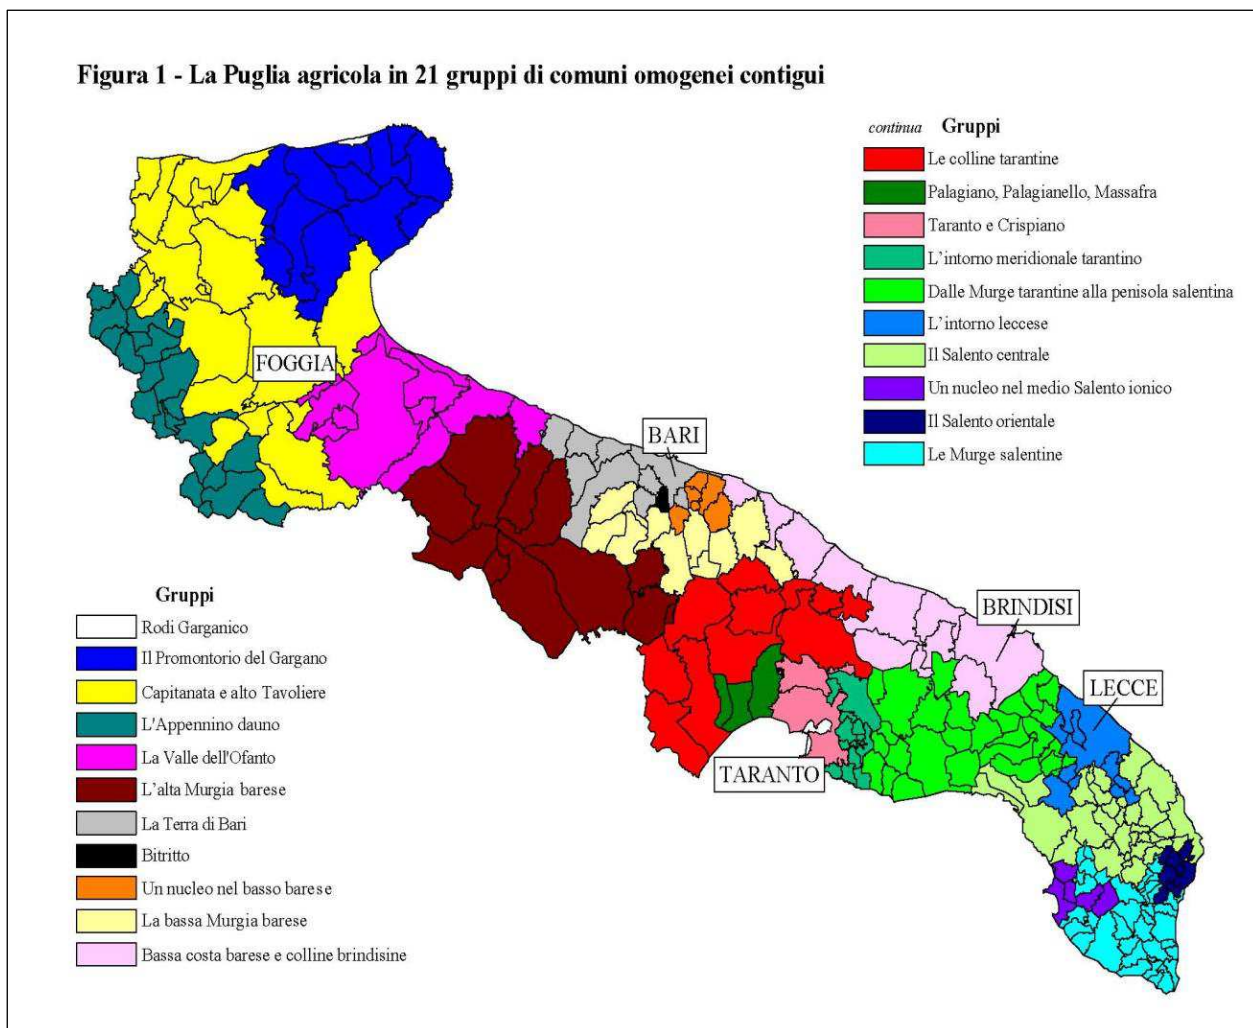 Figura 1 - La Puglia agricola in 21 gruppi di comuni omogenei contigui
continua Gruppi
Le colline tarantine
Palagiano, Palagianello, Massafra
Taranto e Crispiano
L'intorno meridionale tarantino
Dalle Murge tarantine alla penisola salentina
L'intorno leccese
Il Salento centrale
Un nucleo nel medio Salento ionico
Il Salento orientale
Le Murge salentine
FOGGIA
BARI
BRINDISI
LECCE
TARANTO
Gruppi
Rodi Garganico
Il Promontorio del Gargano
Capitanata e alto Tavoliere
L'Appennino dauno
La Valle dell'Ofanto
L'alta Murgia barese
La Terra di Bari
Bitritto
Un nucleo nel basso barese
La bassa Murgia barese
Bassa costa barese e colline brindisine